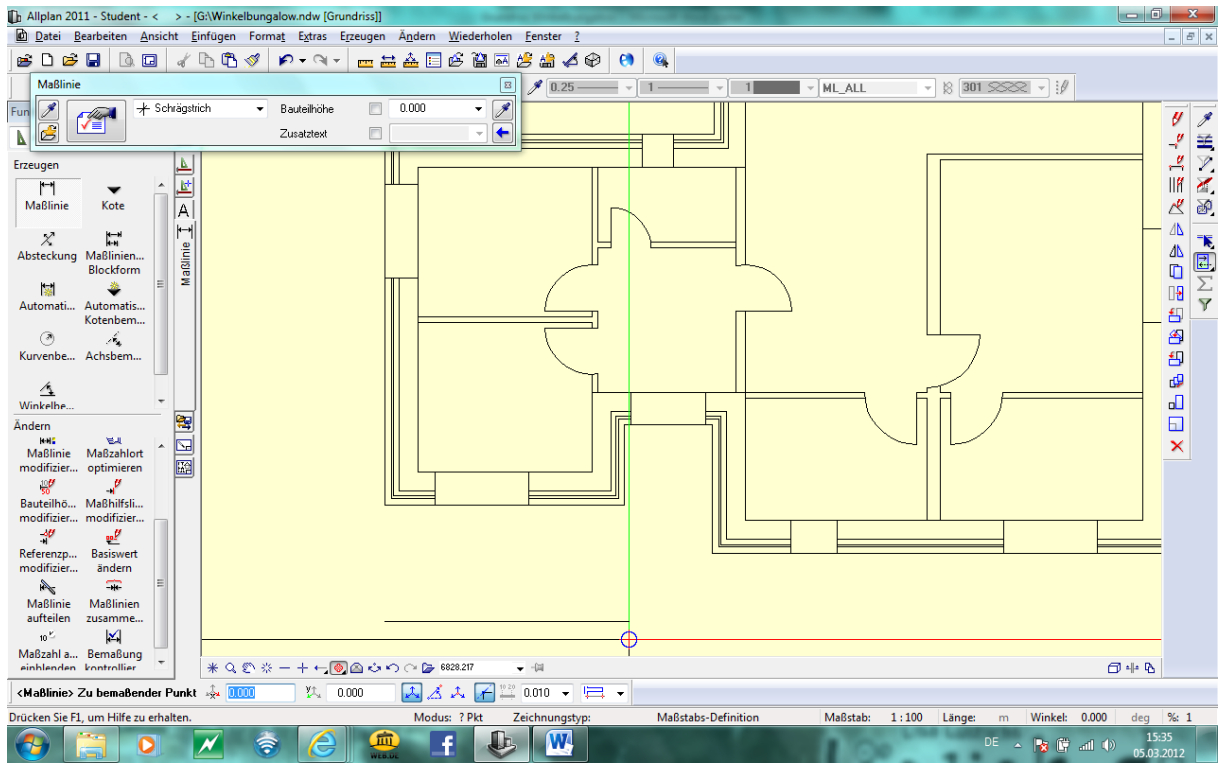 Allplan 2011 - Student - < > - [G:\Winkelbungalow.ndw [Grundriss]]
Datei Bearbeiten Ansicht Einfügen Format Extras Erzeugen Ändern Wiederholen Fenster ?
Maßlinie
0.25 1 1 ML_ALL 301
Fun
Schrägstrich Bauteilhöhe 0.000
Zusatztext
Erzeugen
Maßlinie Kote
Absteckung Maßlinien...
Blockform
Automati... Automatis...
Kotenbem...
Kurvenbe... Achsbem...
Winkelbe...
Maßlinie
Ändern
Maßlinie Maßzahlort
modifizier... optimieren
Bauteilhö... Maßhilfsli...
modifizier... modifizier...
Referenzp... Basiswert
modifizier... ändern
Maßlinie Maßlinien
aufteilen zusamme...
Maßzahl a... Bemaßung
einblenden kontrollier
6828.217
<Maßlinie> Zu bemaßender Punkt 0.000 0.000 0.010
Drücken Sie F1, um Hilfe zu erhalten. Modus: ? Pkt Zeichnungstyp: Maßstabs-Definition Maßstab: 1 : 100 Länge: m Winkel: 0.000 deg %: 1
WEB.DE
DE
15:35
05.03.2012